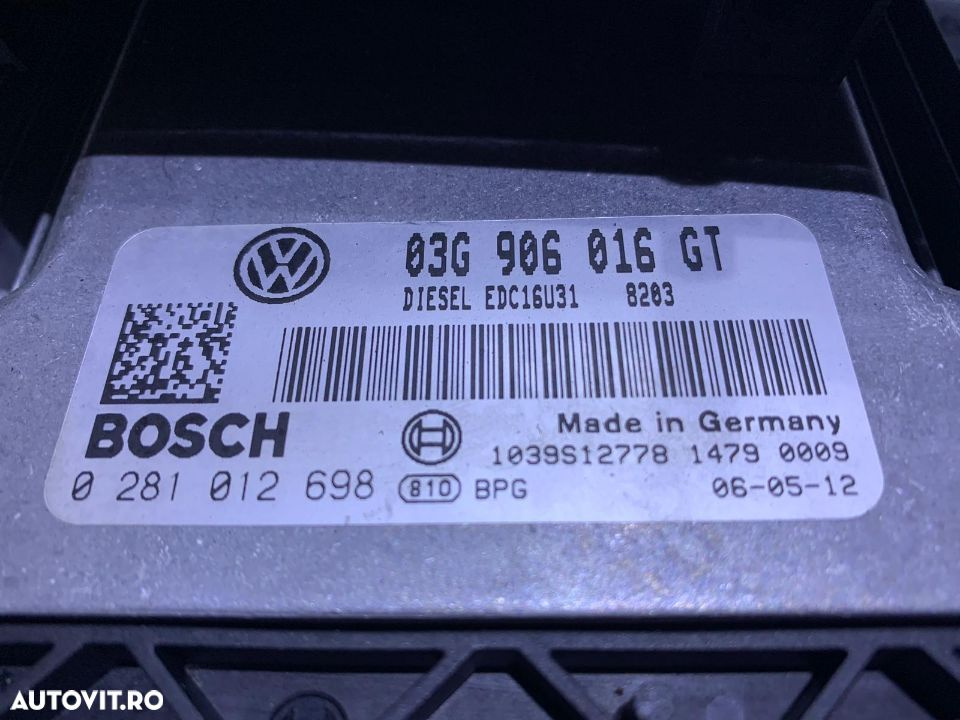 03G 906 016 GT
DIESEL EDC16U31 8203
BOSCH
Made in Germany
1039S12778 1479 0009
0 281 012 698 810 BPG 06-05-12
AUTOVIT.RO